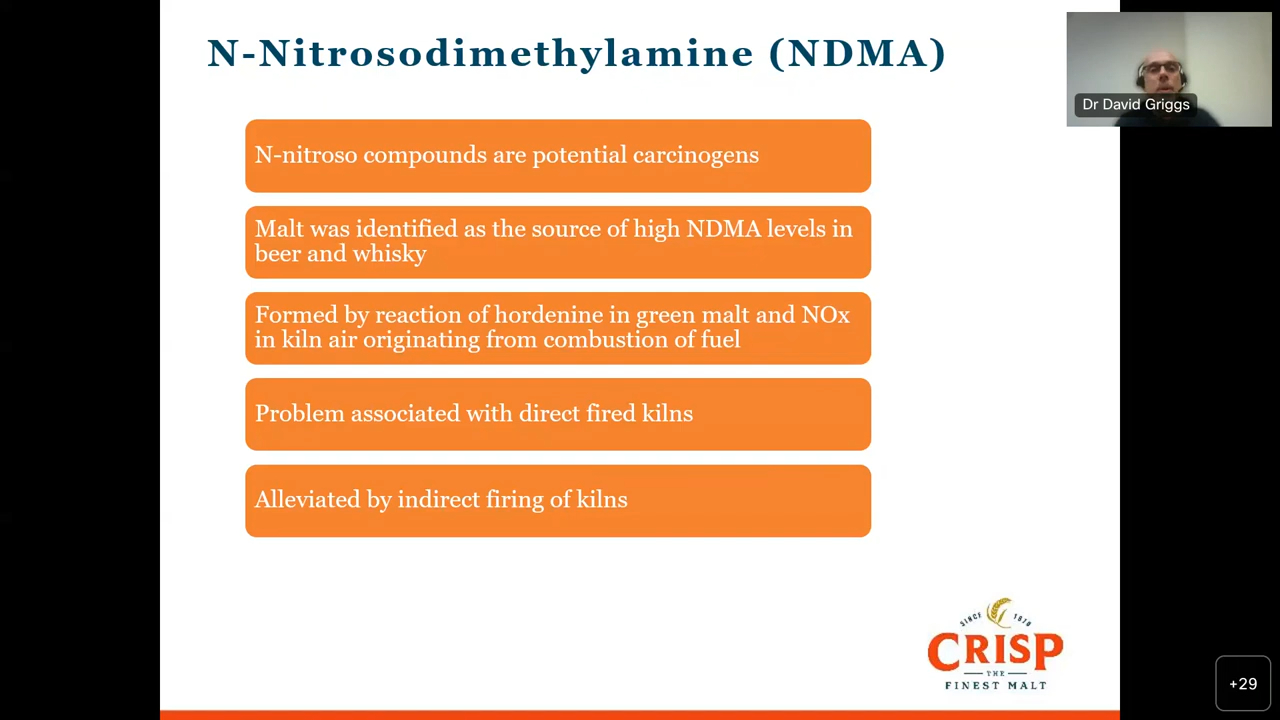 N-Nitrosodimethylamine (NDMA)
Dr David Griggs
N-nitroso compounds are potential carcinogens
Malt was identified as the source of high NDMA levels in
beer and whisky
Formed by reaction of hordenine in green malt and NOx
in kiln air originating from combustion of fuel
Problem associated with direct fired kilns
Alleviated by indirect firing of kilns
SINCE 1870
CRISP
THE
FINEST MALT
+29